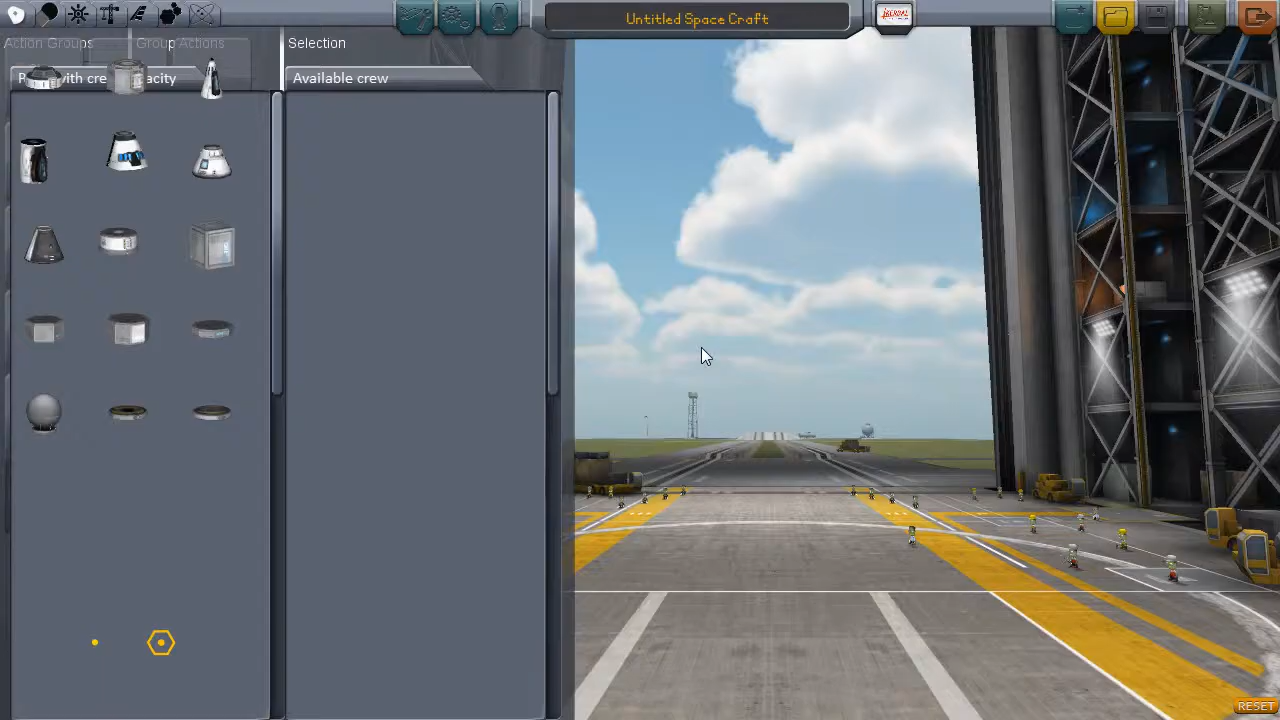 Untitled Space Craft
Action Groups
Group Actions
Selection
Available crew
RESET